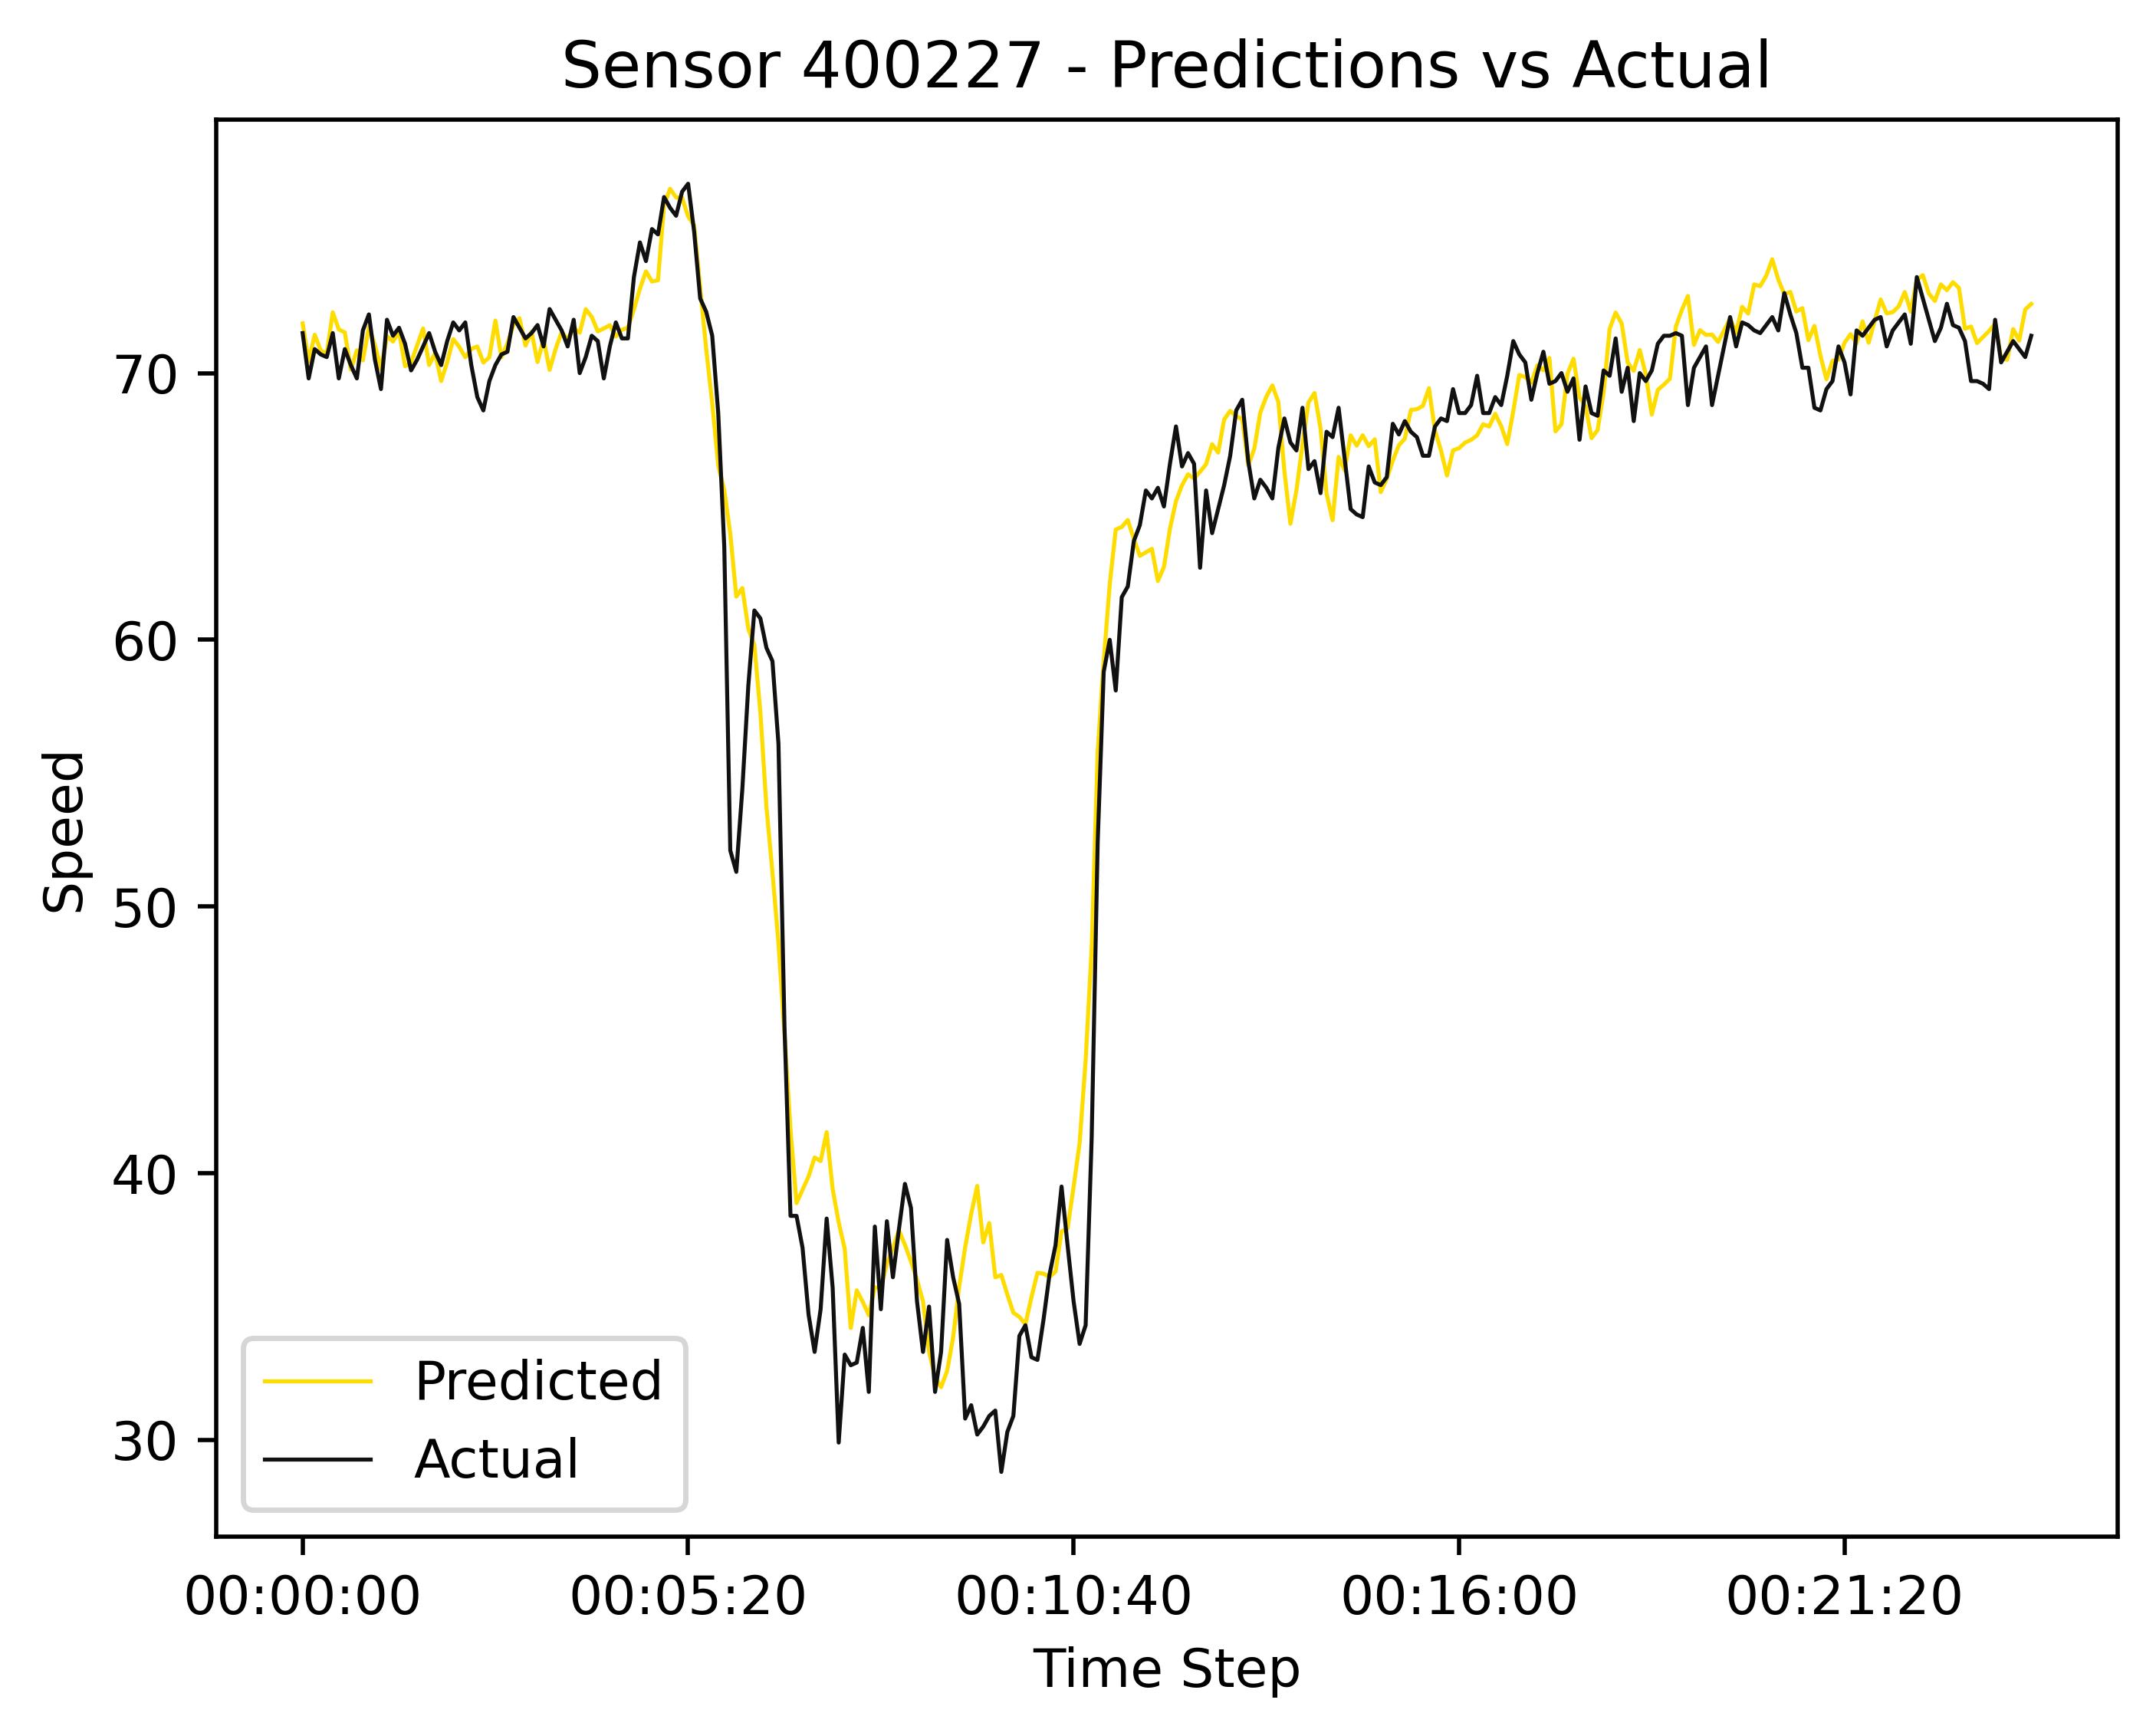 Sensor 400227 - Predictions vs Actual
Speed
70
60
50
40
30
Predicted
Actual
00:00:00 00:05:20 00:10:40 00:16:00 00:21:20
Time Step